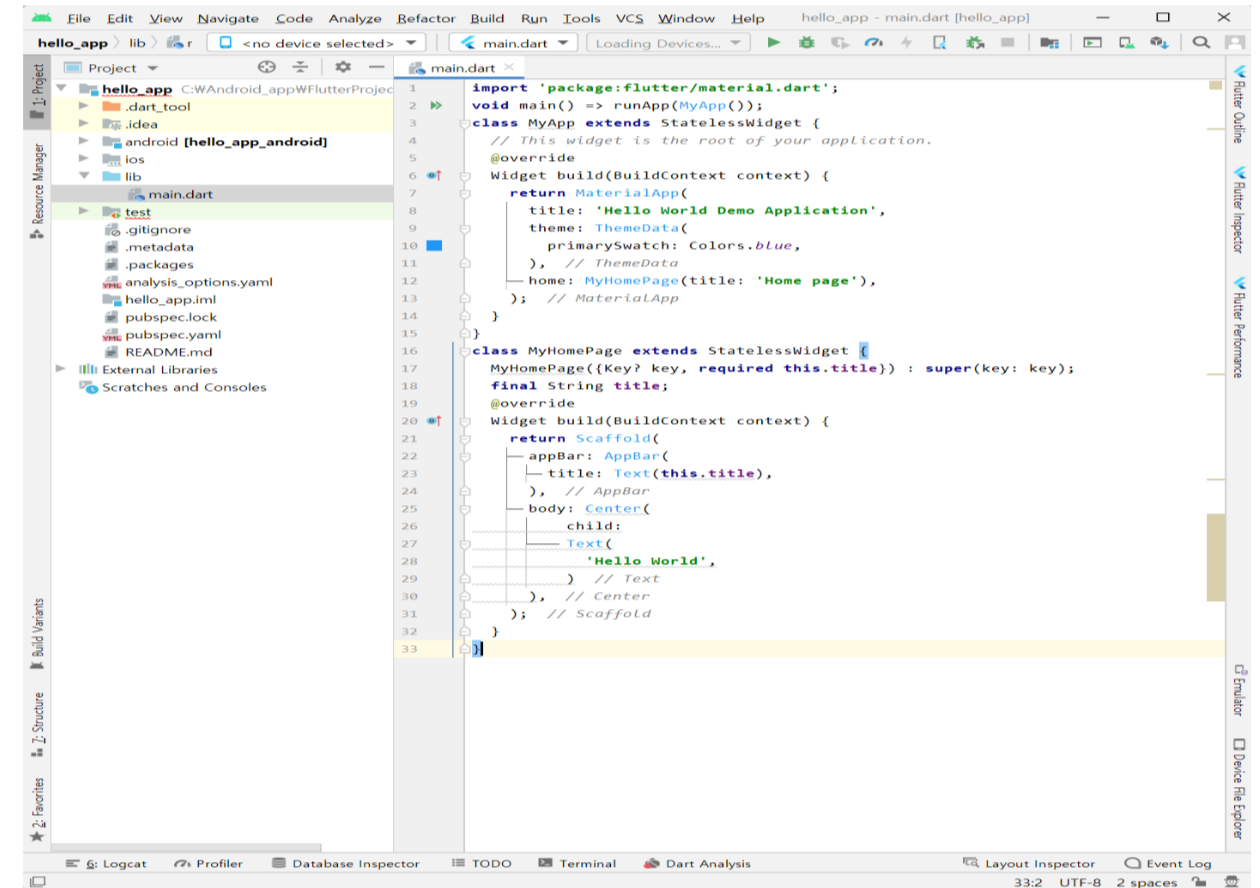 File Edit View Navigate Code Analyze Refactor Build Run Tools VCS Window Help hello_app - main.dart [hello_app]
hello_app lib r <no device selected> main.dart Loading Devices...
1: Project
Resource Manager
Build Variants
Z: Structure
2: Favorites
Project
hello_app C:₩Android_app₩FlutterProjec
.dart_tool
.idea
android [hello_app_android]
ios
lib
main.dart
test
.gitignore
.metadata
.packages
analysis_options.yaml
hello_app.iml
pubspec.lock
pubspec.yaml
README.md
External Libraries
Scratches and Consoles
main.dart
1 import 'package:flutter/material.dart';
2 void main() => runApp(MyApp());
3 class MyApp extends StatelessWidget {
4 // This widget is the root of your application.
5 @override
6 Widget build(BuildContext context) {
7 return MaterialApp(
8 title: 'Hello World Demo Application',
9 theme: ThemeData(
10 primarySwatch: Colors.blue,
11 ), // ThemeData
12 home: MyHomePage(title: 'Home page'),
13 ); // MaterialApp
14 }
15 }
16 class MyHomePage extends StatelessWidget {
17 MyHomePage({Key? key, required this.title}) : super(key: key);
18 final String title;
19 @override
20 Widget build(BuildContext context) {
21 return Scaffold(
22 appBar: AppBar(
23 title: Text(this.title),
24 ), // AppBar
25 body: Center(
26 child:
27 Text(
28 'Hello World',
29 ) // Text
30 ), // Center
31 ); // Scaffold
32 }
33 }
Flutter Outline
Flutter Inspector
Flutter Performance
Emulator
Device File Explorer
6: Logcat Profiler Database Inspector TODO Terminal Dart Analysis Layout Inspector Event Log
33:2 UTF-8 2 spaces